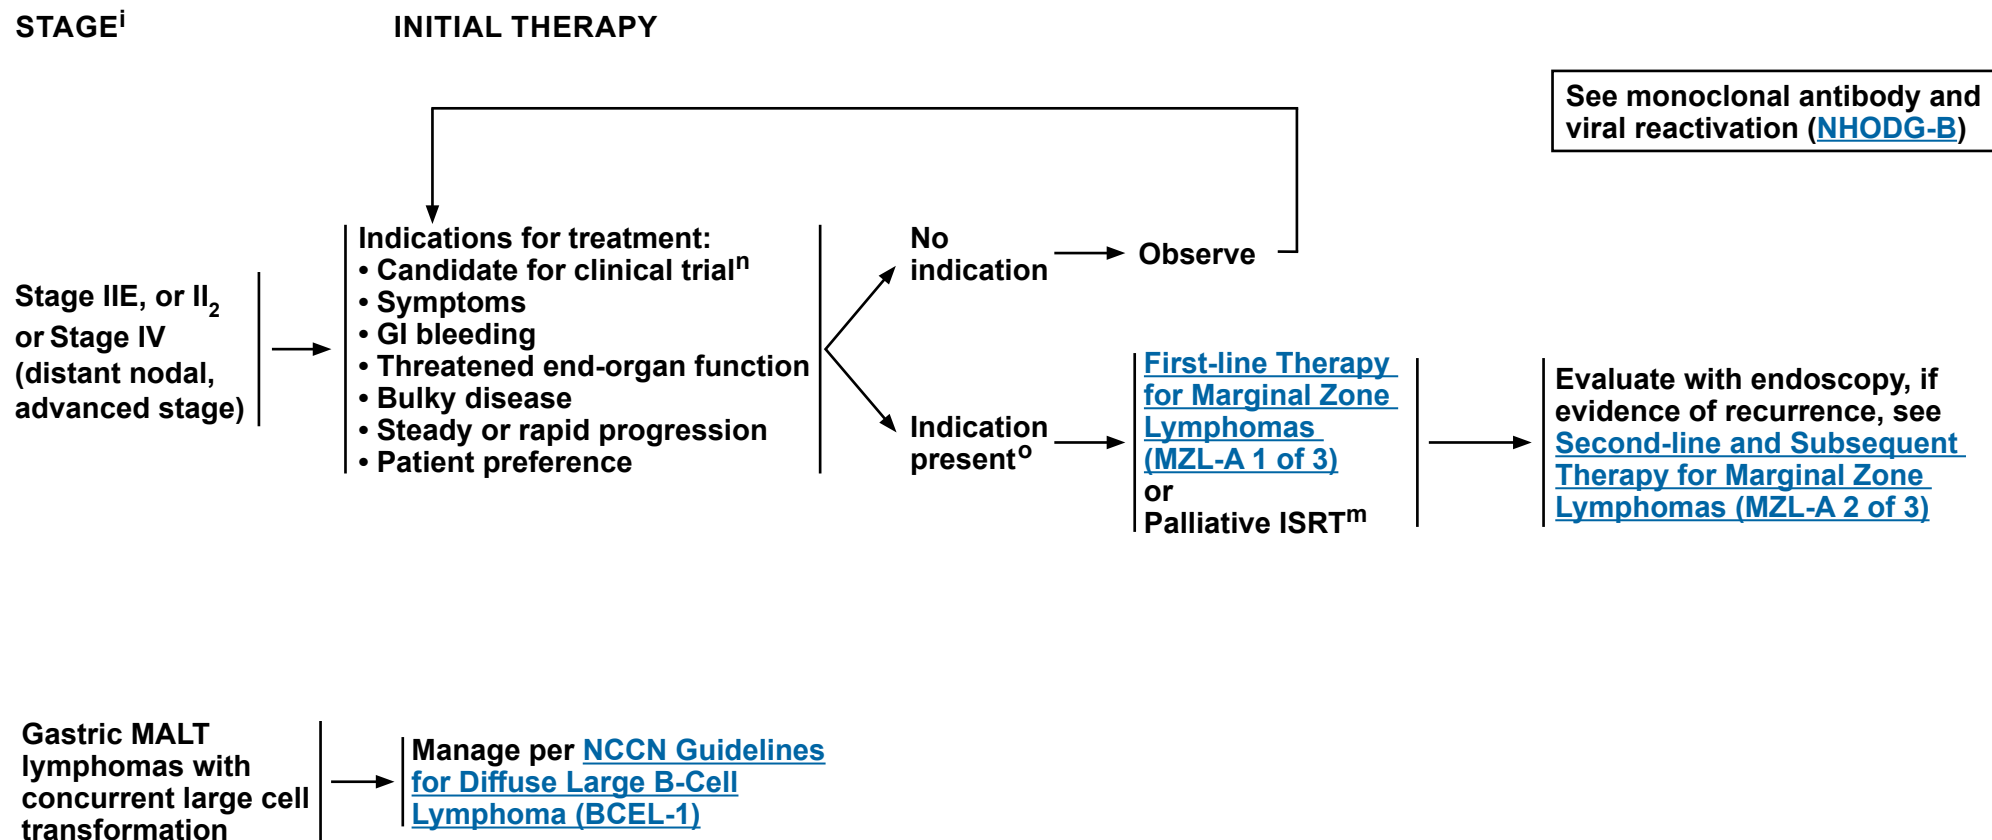 STAGEⁱ
INITIAL THERAPY
See monoclonal antibody and
viral reactivation (NHODG-B)
Stage IIE, or II₂
or Stage IV
(distant nodal,
advanced stage)
Indications for treatment:
• Candidate for clinical trialⁿ
• Symptoms
• GI bleeding
• Threatened end-organ function
• Bulky disease
• Steady or rapid progression
• Patient preference
No
indication
Observe
Indication
presentᵒ
First-line Therapy
for Marginal Zone
Lymphomas
(MZL-A 1 of 3)
or
Palliative ISRTᵐ
Evaluate with endoscopy, if
evidence of recurrence, see
Second-line and Subsequent
Therapy for Marginal Zone
Lymphomas (MZL-A 2 of 3)
Gastric MALT
lymphomas with
concurrent large cell
transformation
Manage per NCCN Guidelines
for Diffuse Large B-Cell
Lymphoma (BCEL-1)